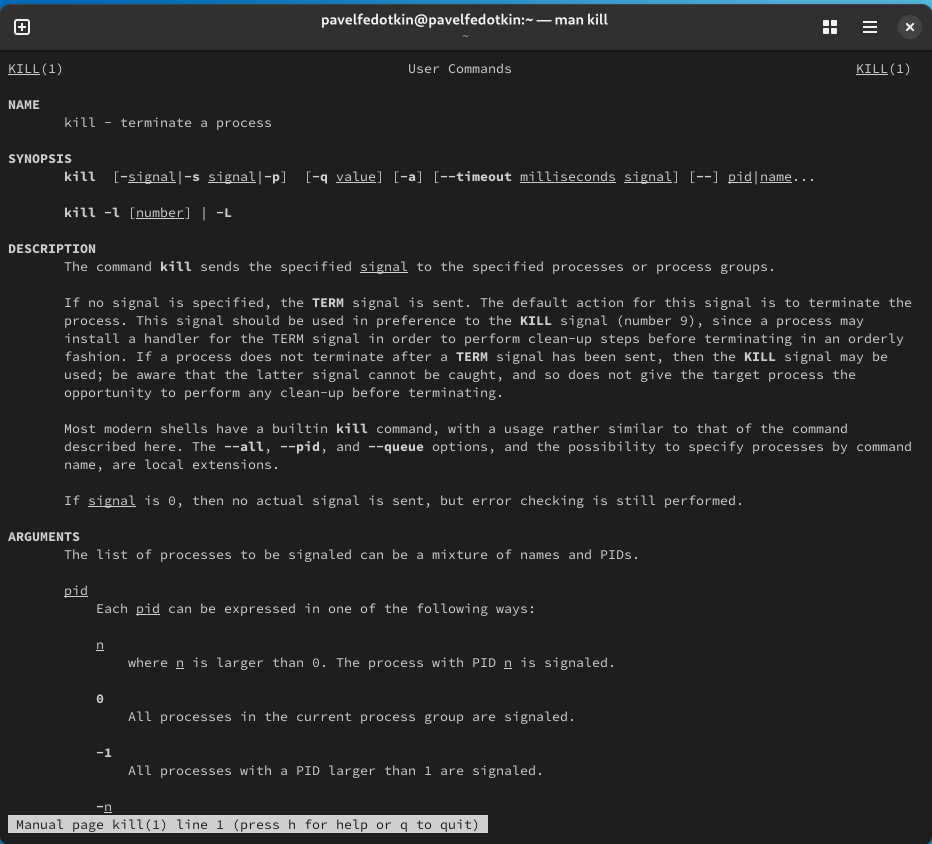 pavelfedotkin@pavelfedotkin:~ — man kill
~
KILL(1) User Commands KILL(1)
NAME
kill - terminate a process
SYNOPSIS
kill [-signal|-s signal|-p] [-q value] [-a] [--timeout milliseconds signal] [--] pid|name...
kill -l [number] | -L
DESCRIPTION
The command kill sends the specified signal to the specified processes or process groups.
If no signal is specified, the TERM signal is sent. The default action for this signal is to terminate the
process. This signal should be used in preference to the KILL signal (number 9), since a process may
install a handler for the TERM signal in order to perform clean-up steps before terminating in an orderly
fashion. If a process does not terminate after a TERM signal has been sent, then the KILL signal may be
used; be aware that the latter signal cannot be caught, and so does not give the target process the
opportunity to perform any clean-up before terminating.
Most modern shells have a builtin kill command, with a usage rather similar to that of the command
described here. The --all, --pid, and --queue options, and the possibility to specify processes by command
name, are local extensions.
If signal is 0, then no actual signal is sent, but error checking is still performed.
ARGUMENTS
The list of processes to be signaled can be a mixture of names and PIDs.
pid
Each pid can be expressed in one of the following ways:
n
where n is larger than 0. The process with PID n is signaled.
0
All processes in the current process group are signaled.
-1
All processes with a PID larger than 1 are signaled.
-n
Manual page kill(1) line 1 (press h for help or q to quit)